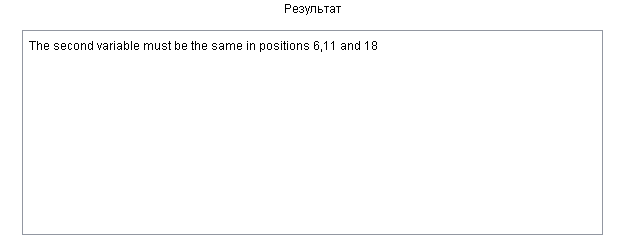 Результат
The second variable must be the same in positions 6,11 and 18